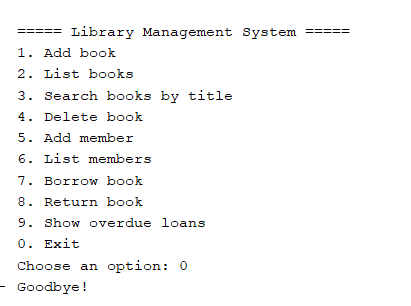 ===== Library Management System =====
1. Add book
2. List books
3. Search books by title
4. Delete book
5. Add member
6. List members
7. Borrow book
8. Return book
9. Show overdue loans
0. Exit
Choose an option: 0
Goodbye!